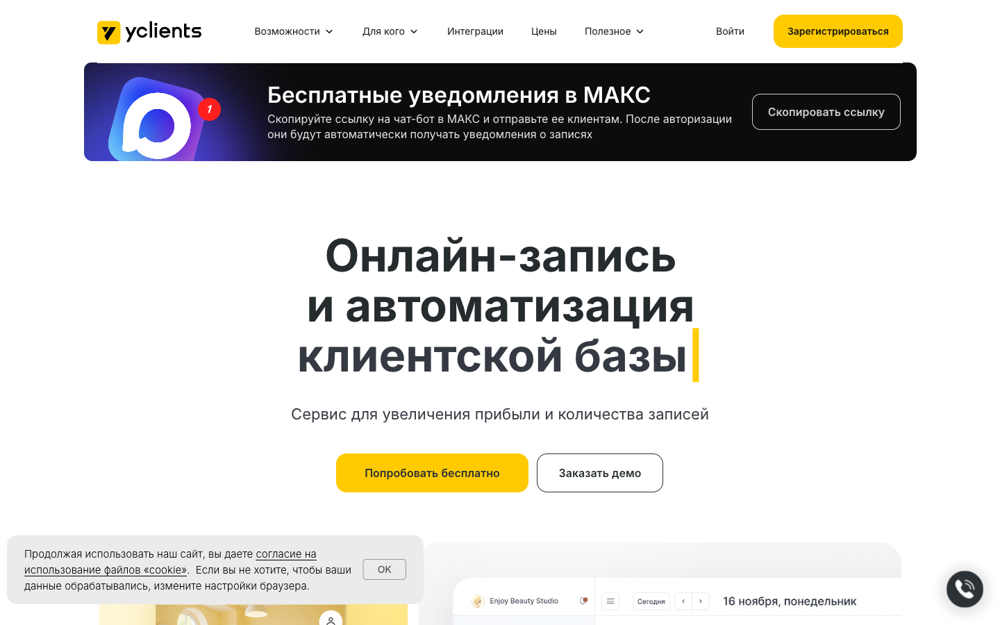 yclients
Возможности
Для кого
Интеграции
Цены
Полезное
Войти
Зарегистрироваться
1
Бесплатные уведомления в МАКС
Скопируйте ссылку на чат-бот в МАКС и отправьте ее клиентам. После авторизации
они будут автоматически получать уведомления о записях
Скопировать ссылку
Онлайн-запись
и автоматизация
клиентской базы
Сервис для увеличения прибыли и количества записей
Попробовать бесплатно
Заказать демо
Продолжая использовать наш сайт, вы даете согласие на
использование файлов «cookie».  Если вы не хотите, чтобы ваши
данные обрабатывались, измените настройки браузера.
OK
Enjoy Beauty Studio
Сегодня
16 ноября, понедельник